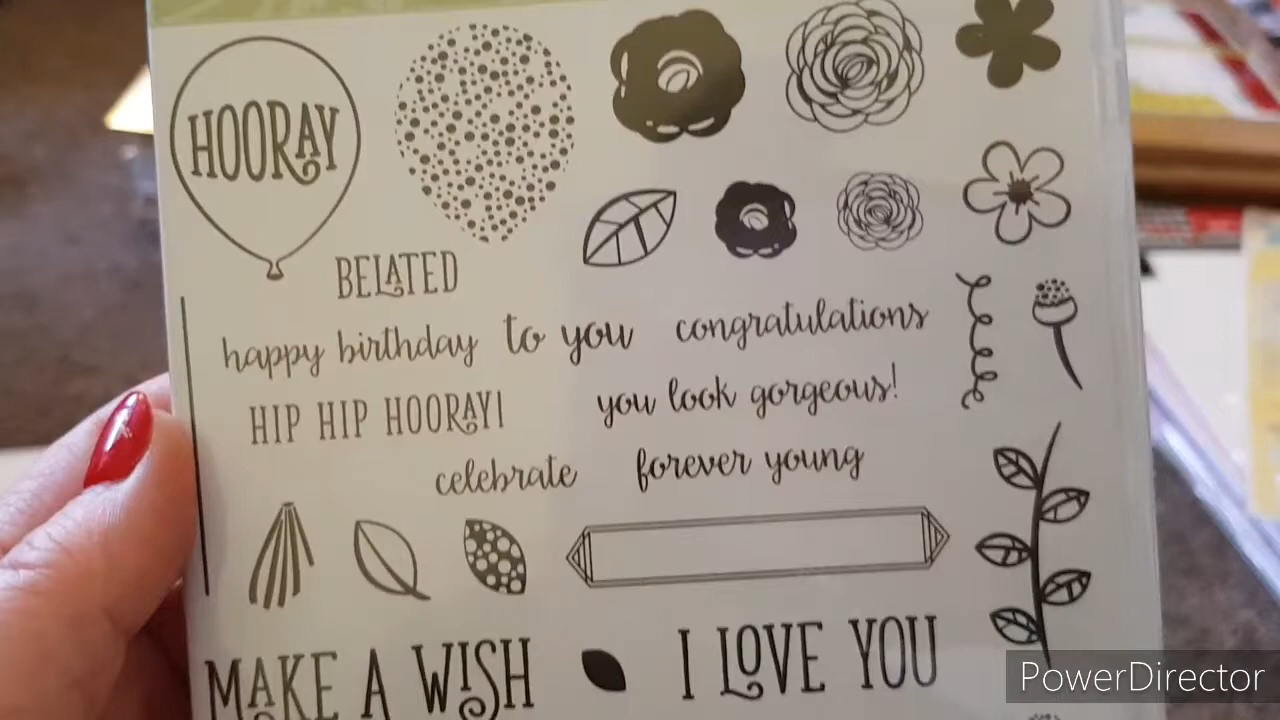 HOORAY
BELATED
happy birthday to you
congratulations
HIP HIP HOORAY!
you look gorgeous!
celebrate
forever young
MAKE A WISH
I LOVE YOU
PowerDirector